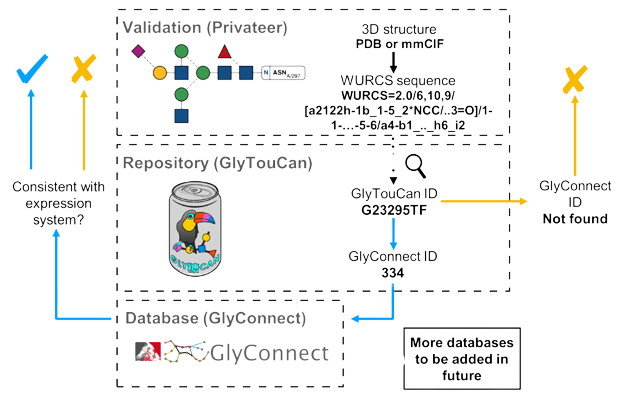 Validation (Privateer)
3D structure
PDB or mmCIF
N ASN A/297
WURCS sequence
WURCS=2.0/6,10,9/
[a2122h-1b_1-5_2*NCC/..3=O]/1-
1-...-5-6/a4-b1_.._h6_i2
Repository (GlyTouCan)
Consistent with
expression
system?
GlyTouCan ID
G23295TF
GlyConnect
ID
Not found
GLYTOUCAN
GlyConnect ID
334
Database (GlyConnect)
GlyConnect
More databases
to be added in
future